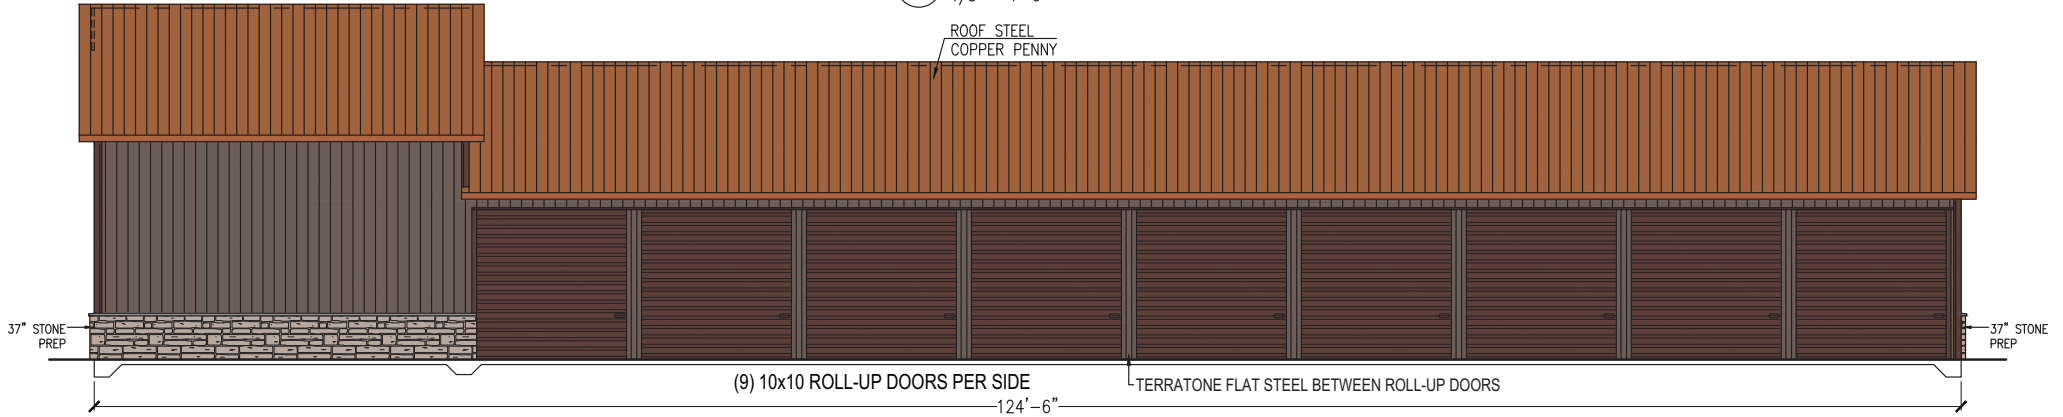 ROOF STEEL
COPPER PENNY
37" STONE
PREP
37" STONE
PREP
(9) 10x10 ROLL-UP DOORS PER SIDE
TERRATONE FLAT STEEL BETWEEN ROLL-UP DOORS
124'-6"